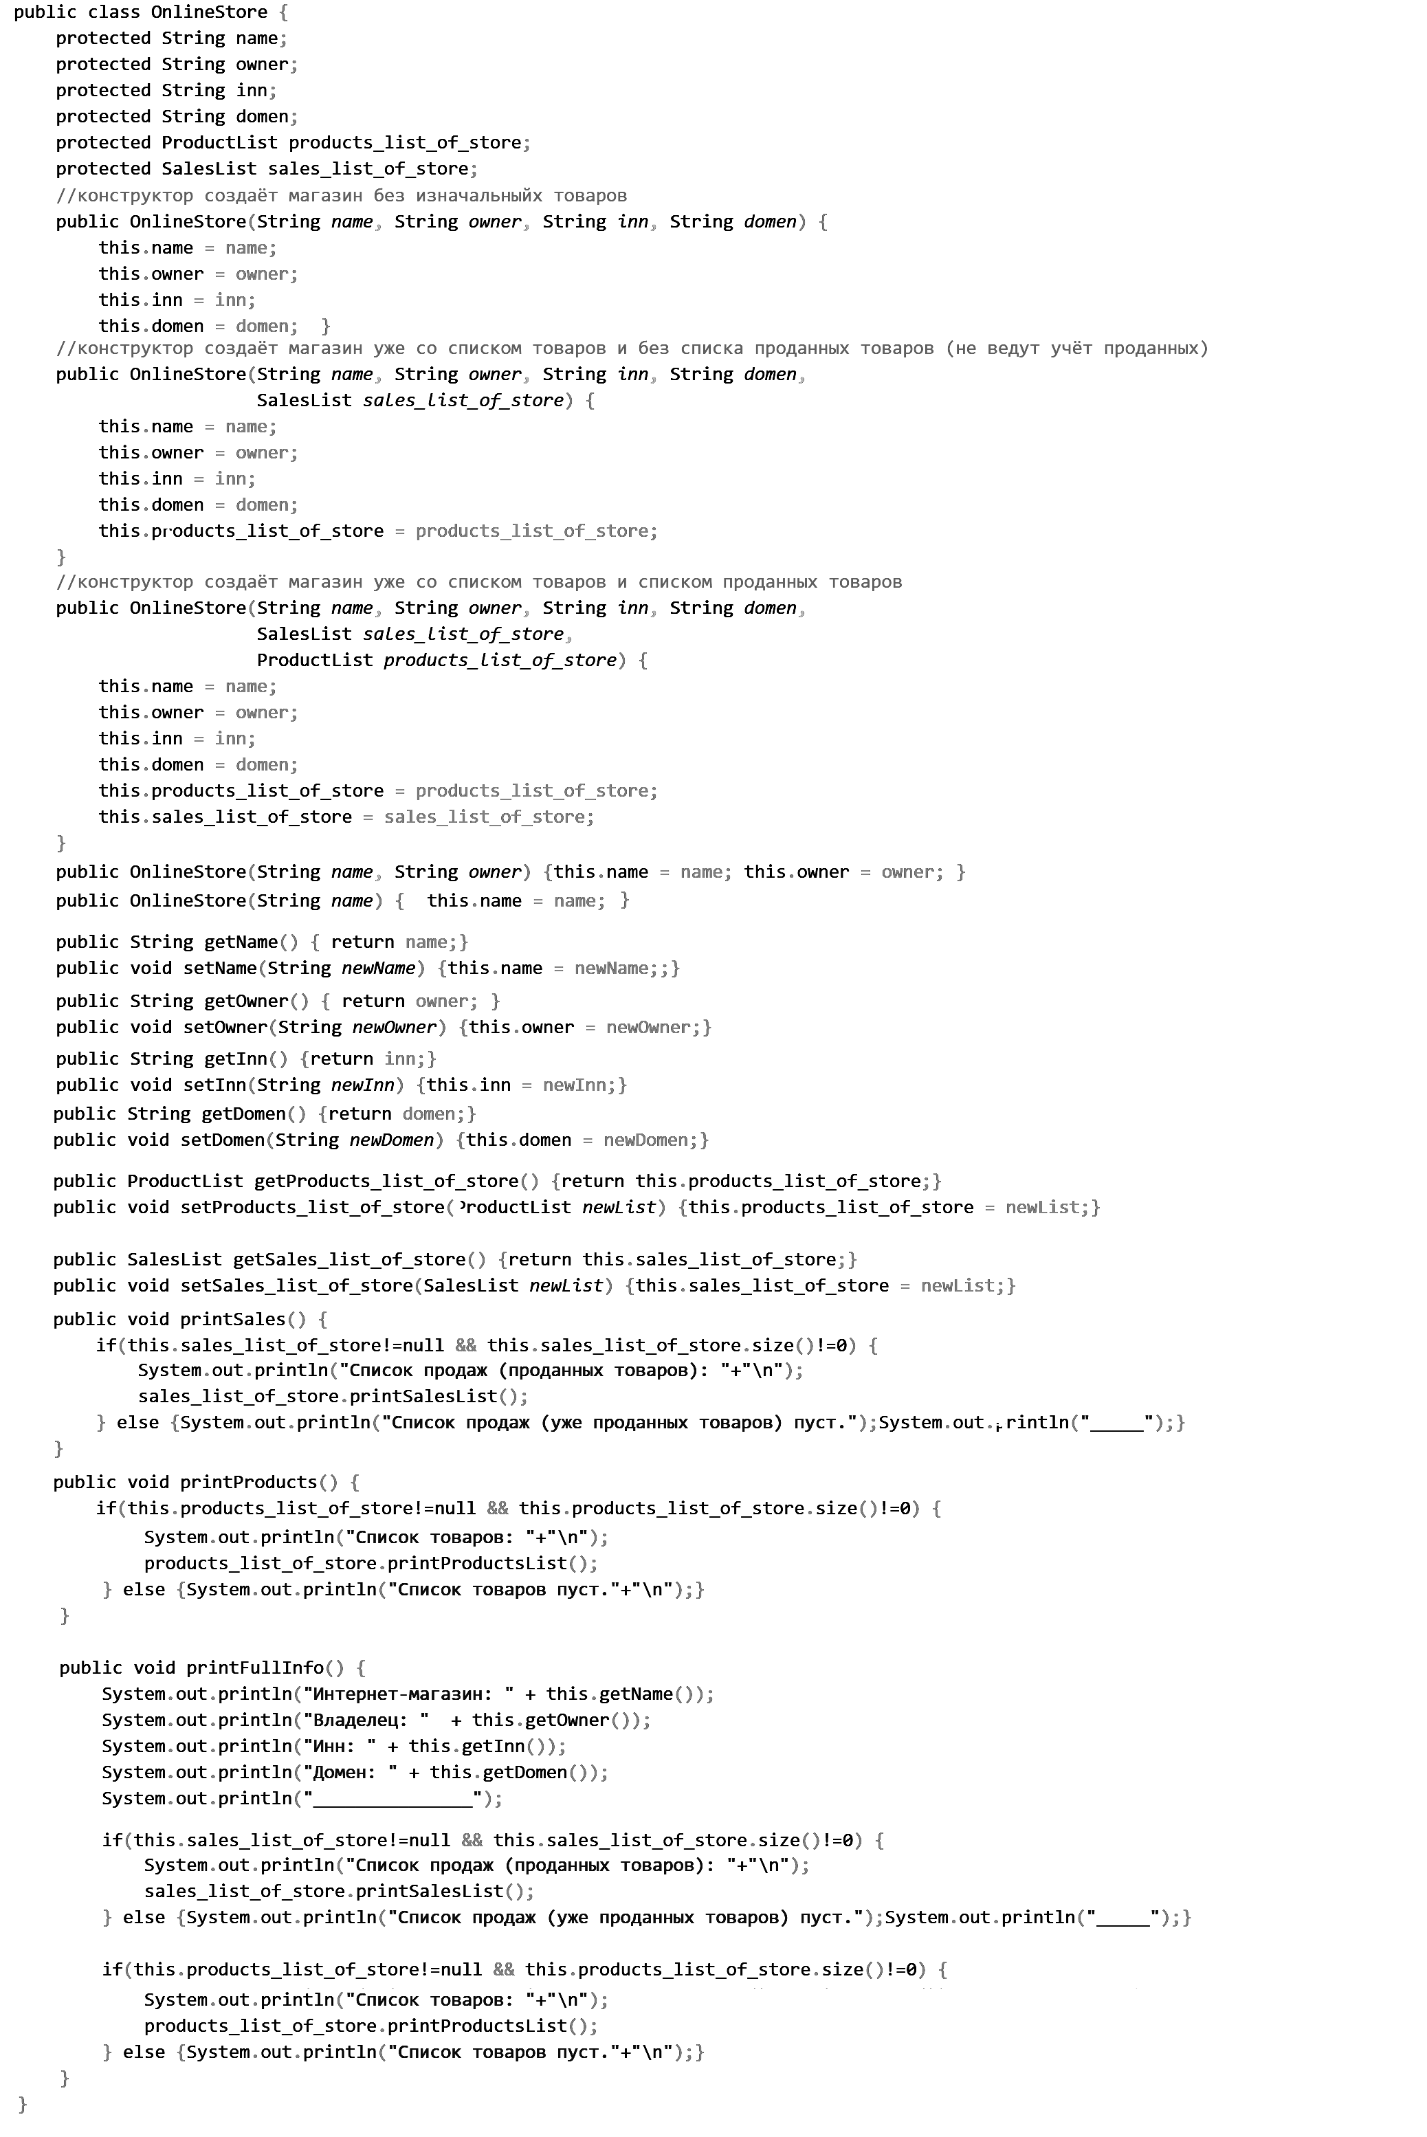 public class OnlineStore {
    protected String name;
    protected String owner;
    protected String inn;
    protected String domen;
    protected ProductList products_list_of_store;
    protected SalesList sales_list_of_store;
    //конструктор создаёт магазин без изначальныйх товаров
    public OnlineStore(String name, String owner, String inn, String domen) {
        this.name = name;
        this.owner = owner;
        this.inn = inn;
        this.domen = domen;  }
    //конструктор создаёт магазин уже со списком товаров и без списка проданных товаров (не ведут учёт проданных)
    public OnlineStore(String name, String owner, String inn, String domen,
                       SalesList sales_list_of_store) {
        this.name = name;
        this.owner = owner;
        this.inn = inn;
        this.domen = domen;
        this.products_list_of_store = products_list_of_store;
    }
    //конструктор создаёт магазин уже со списком товаров и списком проданных товаров
    public OnlineStore(String name, String owner, String inn, String domen,
                       SalesList sales_list_of_store,
                       ProductList products_list_of_store) {
        this.name = name;
        this.owner = owner;
        this.inn = inn;
        this.domen = domen;
        this.products_list_of_store = products_list_of_store;
        this.sales_list_of_store = sales_list_of_store;
    }
    public OnlineStore(String name, String owner) {this.name = name; this.owner = owner; }
    public OnlineStore(String name) {  this.name = name; }
    public String getName() { return name;}
    public void setName(String newName) {this.name = newName;;}
    public String getOwner() { return owner; }
    public void setOwner(String newOwner) {this.owner = newOwner;}
    public String getInn() {return inn;}
    public void setInn(String newInn) {this.inn = newInn;}
    public String getDomen() {return domen;}
    public void setDomen(String newDomen) {this.domen = newDomen;}
    public ProductList getProducts_list_of_store() {return this.products_list_of_store;}
    public void setProducts_list_of_store(ProductList newList) {this.products_list_of_store = newList;}
    public SalesList getSales_list_of_store() {return this.sales_list_of_store;}
    public void setSales_list_of_store(SalesList newList) {this.sales_list_of_store = newList;}
    public void printSales() {
        if(this.sales_list_of_store!=null && this.sales_list_of_store.size()!=0) {
            System.out.println("Список продаж (проданных товаров): "+"\n");
            sales_list_of_store.printSalesList();
        } else {System.out.println("Список продаж (уже проданных товаров) пуст.");System.out.println("_____");}
    }
    public void printProducts() {
        if(this.products_list_of_store!=null && this.products_list_of_store.size()!=0) {
            System.out.println("Список товаров: "+"\n");
            products_list_of_store.printProductsList();
        } else {System.out.println("Список товаров пуст."+"\n");}
    }
    public void printFullInfo() {
        System.out.println("Интернет-магазин: " + this.getName());
        System.out.println("Владелец: "  + this.getOwner());
        System.out.println("Инн: " + this.getInn());
        System.out.println("Домен: " + this.getDomen());
        System.out.println("_______________");
        if(this.sales_list_of_store!=null && this.sales_list_of_store.size()!=0) {
            System.out.println("Список продаж (проданных товаров): "+"\n");
            sales_list_of_store.printSalesList();
        } else {System.out.println("Список продаж (уже проданных товаров) пуст.");System.out.println("_____");}
        if(this.products_list_of_store!=null && this.products_list_of_store.size()!=0) {
            System.out.println("Список товаров: "+"\n");
            products_list_of_store.printProductsList();
        } else {System.out.println("Список товаров пуст."+"\n");}
    }
}